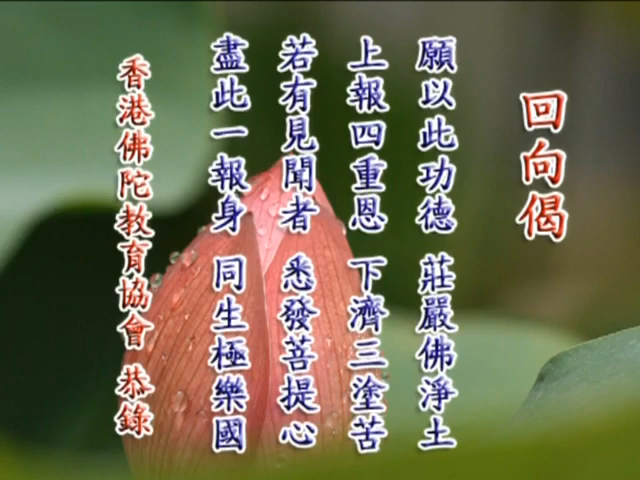 回向偈
願以此功德 莊嚴佛淨土
上報四重恩 下濟三塗苦
若有見聞者 悉發菩提心
盡此一報身 同生極樂國
香港佛陀教育協會 恭錄